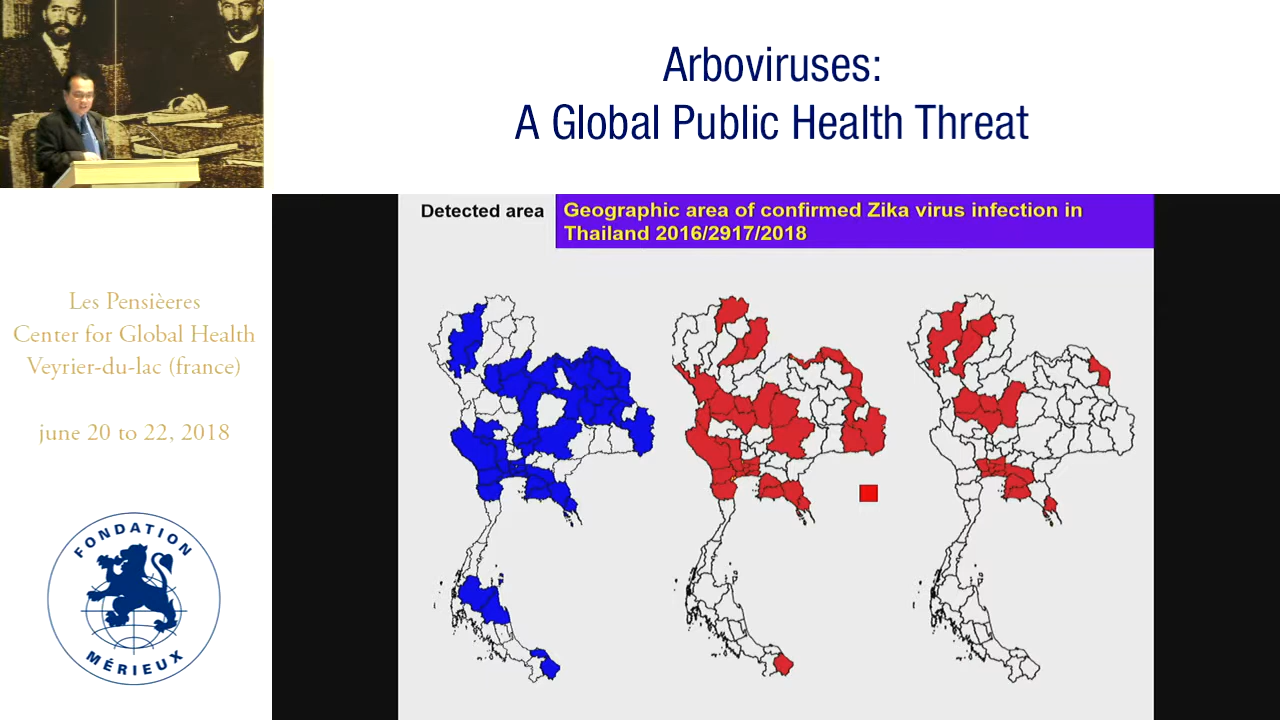 Arboviruses:
A Global Public Health Threat
Detected area
Geographic area of confirmed Zika virus infection in
Thailand 2016/2917/2018
Les Pensièeres
Center for Global Health
Veyrier-du-lac (france)
june 20 to 22, 2018
FONDATION
MÉRIEUX